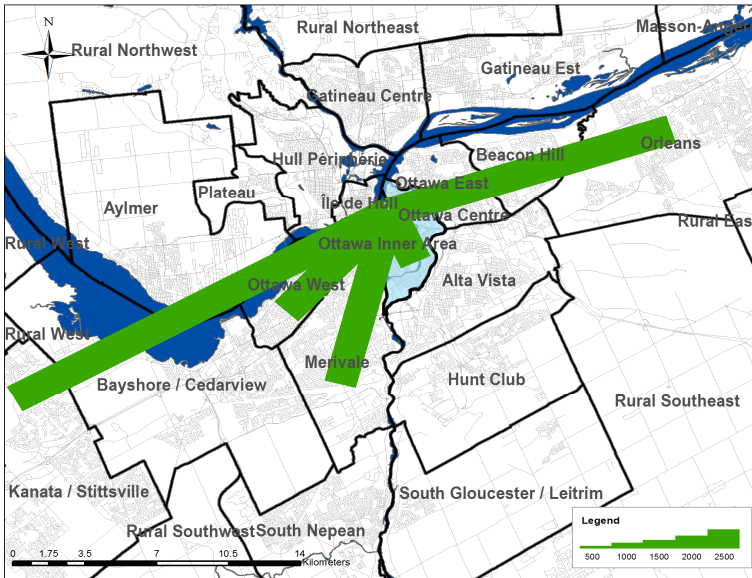 N
Rural Northwest
Rural Northeast
Masson-Anger
Gatineau Est
Gatineau Centre
Orleans
Beacon Hill
Hull Périphérie
Plateau
Ottawa East
Île de Hull
Aylmer
Ottawa Centre
Rural Eas
Rural West
Ottawa Inner Area
Alta Vista
Ottawa West
Rural West
Merivale
Hunt Club
Bayshore / Cedarview
Rural Southeast
Kanata / Stittsville
South Gloucester / Leitrim
Rural Southwest
South Nepean
Legend
500 1000 1500 2000 2500
0 1.75 3.5 7 10.5 14
Kilometers